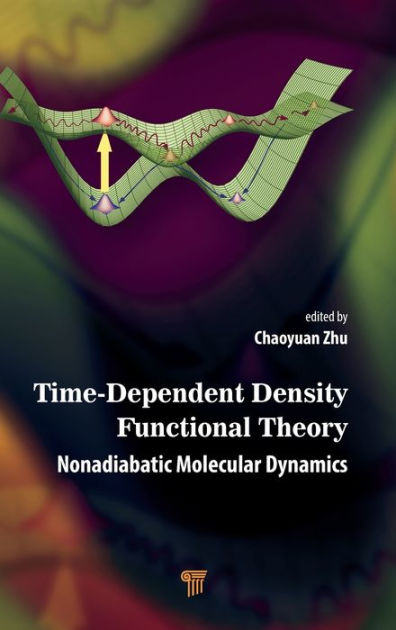 edited by
Chaoyuan Zhu
Time-Dependent Density
Functional Theory
Nonadiabatic Molecular Dynamics